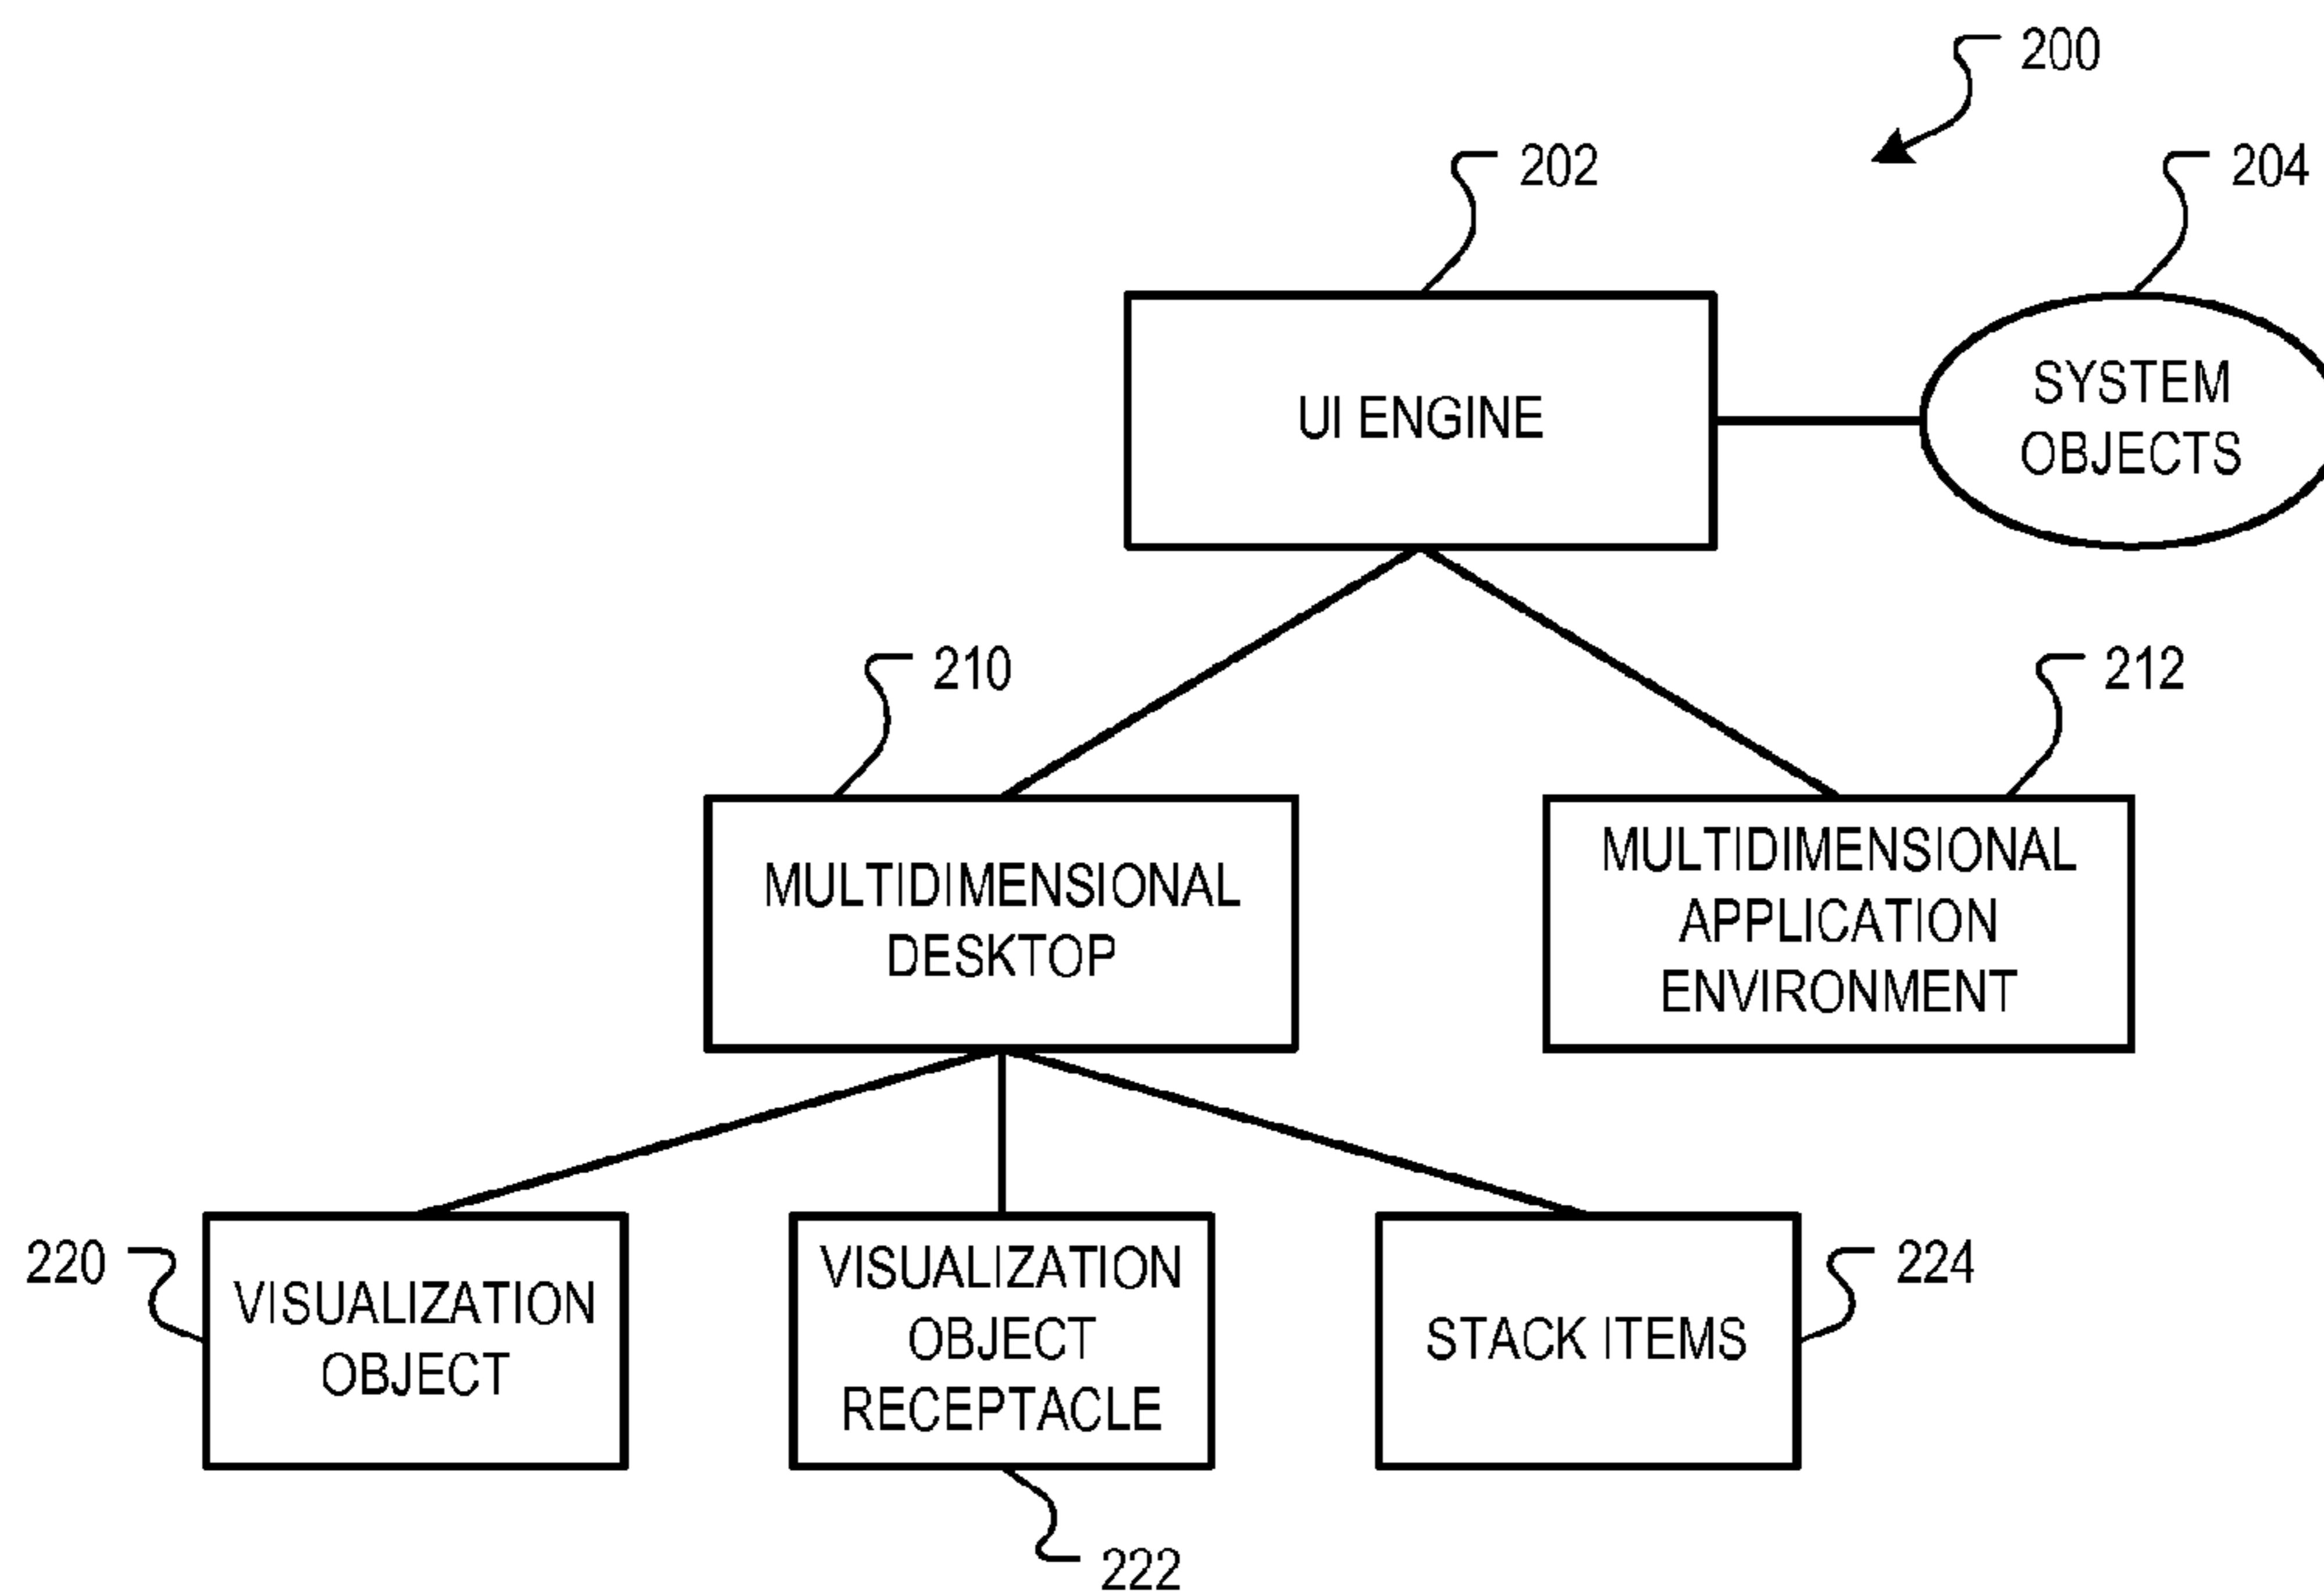 200
202
204
UI ENGINE
SYSTEM
OBJECTS
210
212
MULTIDIMENSIONAL
DESKTOP
MULTIDIMENSIONAL
APPLICATION
ENVIRONMENT
220
VISUALIZATION
OBJECT
VISUALIZATION
OBJECT
RECEPTACLE
STACK ITEMS
224
222